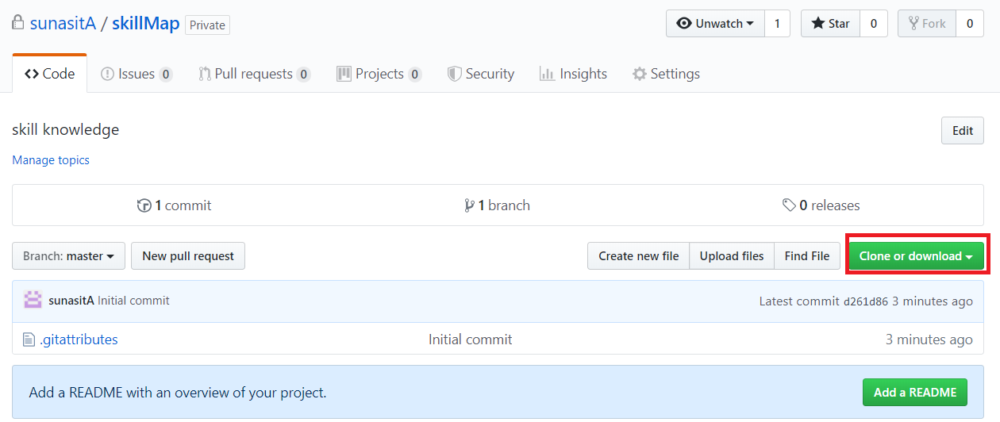 sunasitA / skillMap Private
Unwatch 1 Star 0 Fork 0
Code Issues 0 Pull requests 0 Projects 0 Security Insights Settings
skill knowledge Edit
Manage topics
1 commit 1 branch 0 releases
Branch: master New pull request Create new file Upload files Find File Clone or download
sunasitA Initial commit Latest commit d261d86 3 minutes ago
.gitattributes Initial commit 3 minutes ago
Add a README with an overview of your project. Add a README